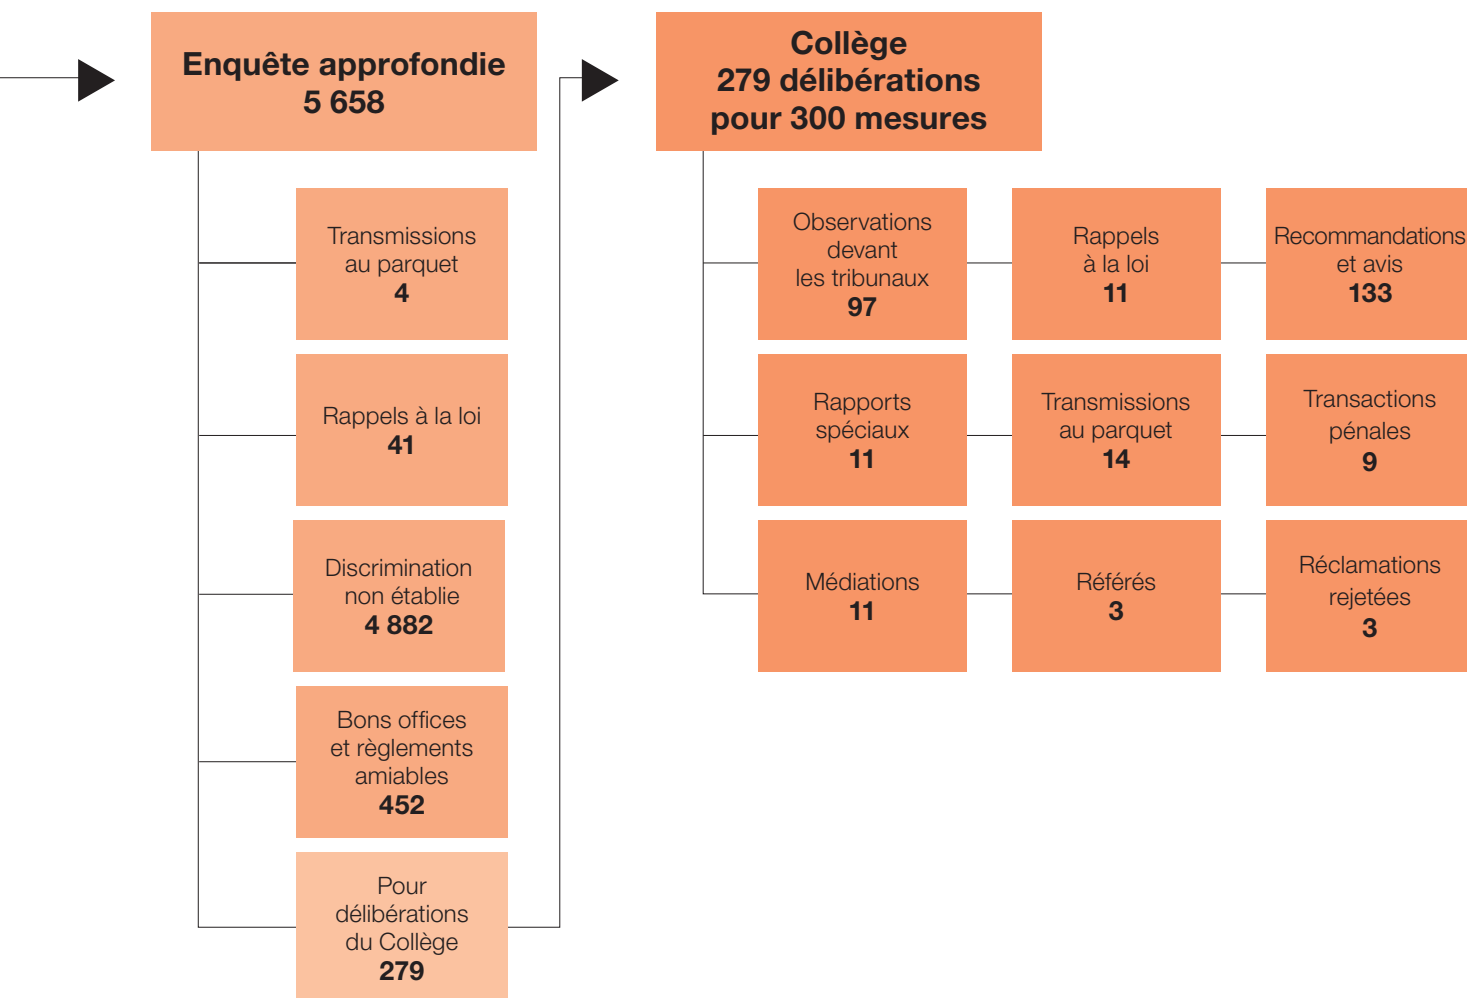 Enquête approfondie
5 658
Transmissions
au parquet
4
Rappels à la loi
41
Discrimination
non établie
4 882
Bons offices
et règlements
amiables
452
Pour
délibérations
du Collège
279
Collège
279 délibérations
pour 300 mesures
Observations
devant
les tribunaux
97
Rappels
à la loi
11
Recommandations
et avis
133
Rapports
spéciaux
11
Transmissions
au parquet
14
Transactions
pénales
9
Médiations
11
Référés
3
Réclamations
rejetées
3